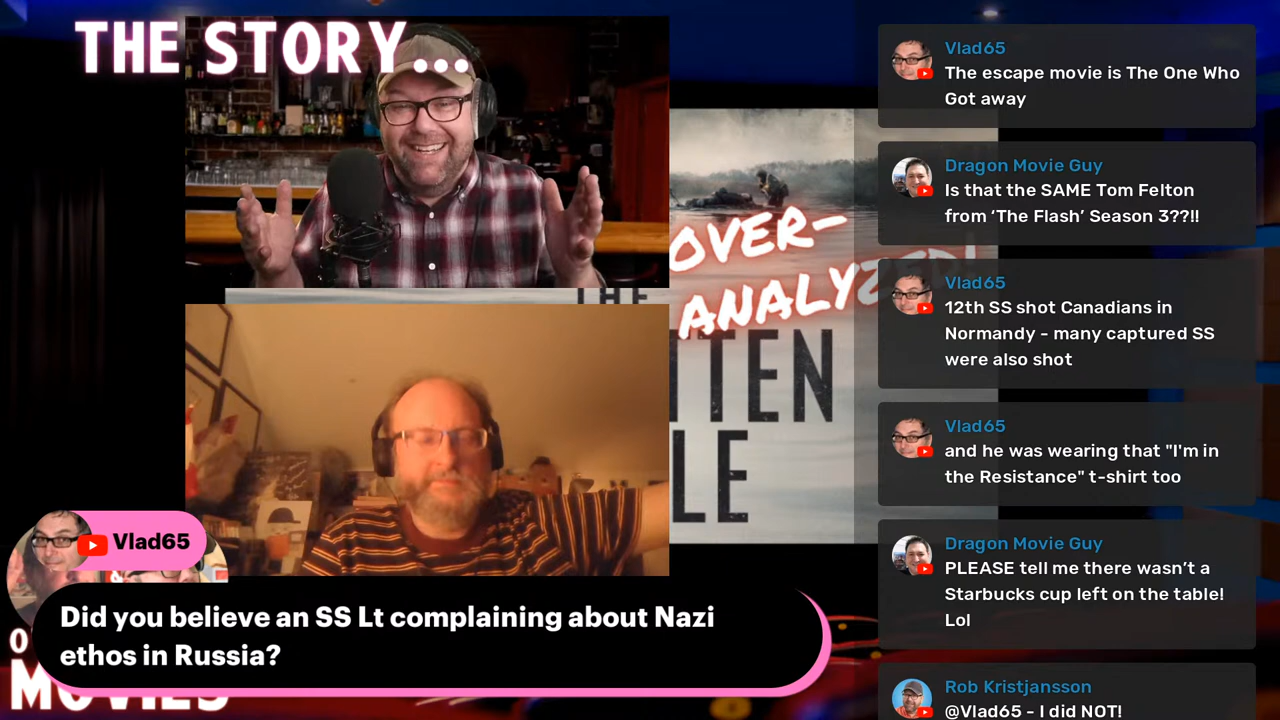 THE STORY...
THE
OVER-
ANALYZED!
TTEN
LE
Vlad65
The escape movie is The One Who
Got away
Dragon Movie Guy
Is that the SAME Tom Felton
from ‘The Flash’ Season 3??!!
Vlad65
12th SS shot Canadians in
Normandy - many captured SS
were also shot
Vlad65
and he was wearing that "I'm in
the Resistance" t-shirt too
Dragon Movie Guy
PLEASE tell me there wasn’t a
Starbucks cup left on the table!
Lol
Rob Kristjansson
@Vlad65 - I did NOT!
Vlad65
&
Did you believe an SS Lt complaining about Nazi
ethos in Russia?
O
MOVIES